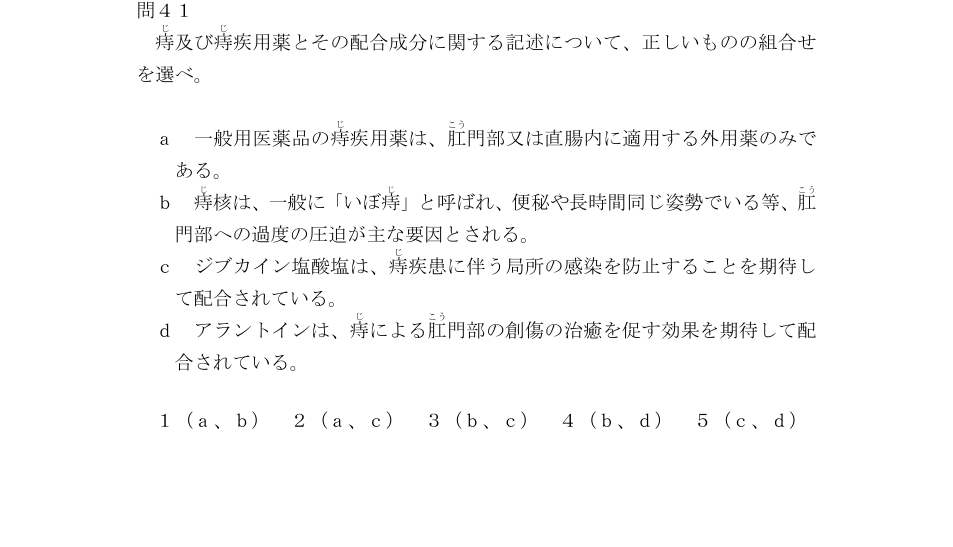 問４１
痔及び痔疾用薬とその配合成分に関する記述について、正しいものの組合せ
を選べ。
a　一般用医薬品の痔疾用薬は、肛門部又は直腸内に適用する外用薬のみで
ある。
b　痔核は、一般に「いぼ痔」と呼ばれ、便秘や長時間同じ姿勢でいる等、肛
門部への過度の圧迫が主な要因とされる。
c　ジブカイン塩酸塩は、痔疾患に伴う局所の感染を防止することを期待し
て配合されている。
d　アラントインは、痔による肛門部の創傷の治癒を促す効果を期待して配
合されている。
１（a、b）　２（a、c）　３（b、c）　４（b、d）　５（c、d）